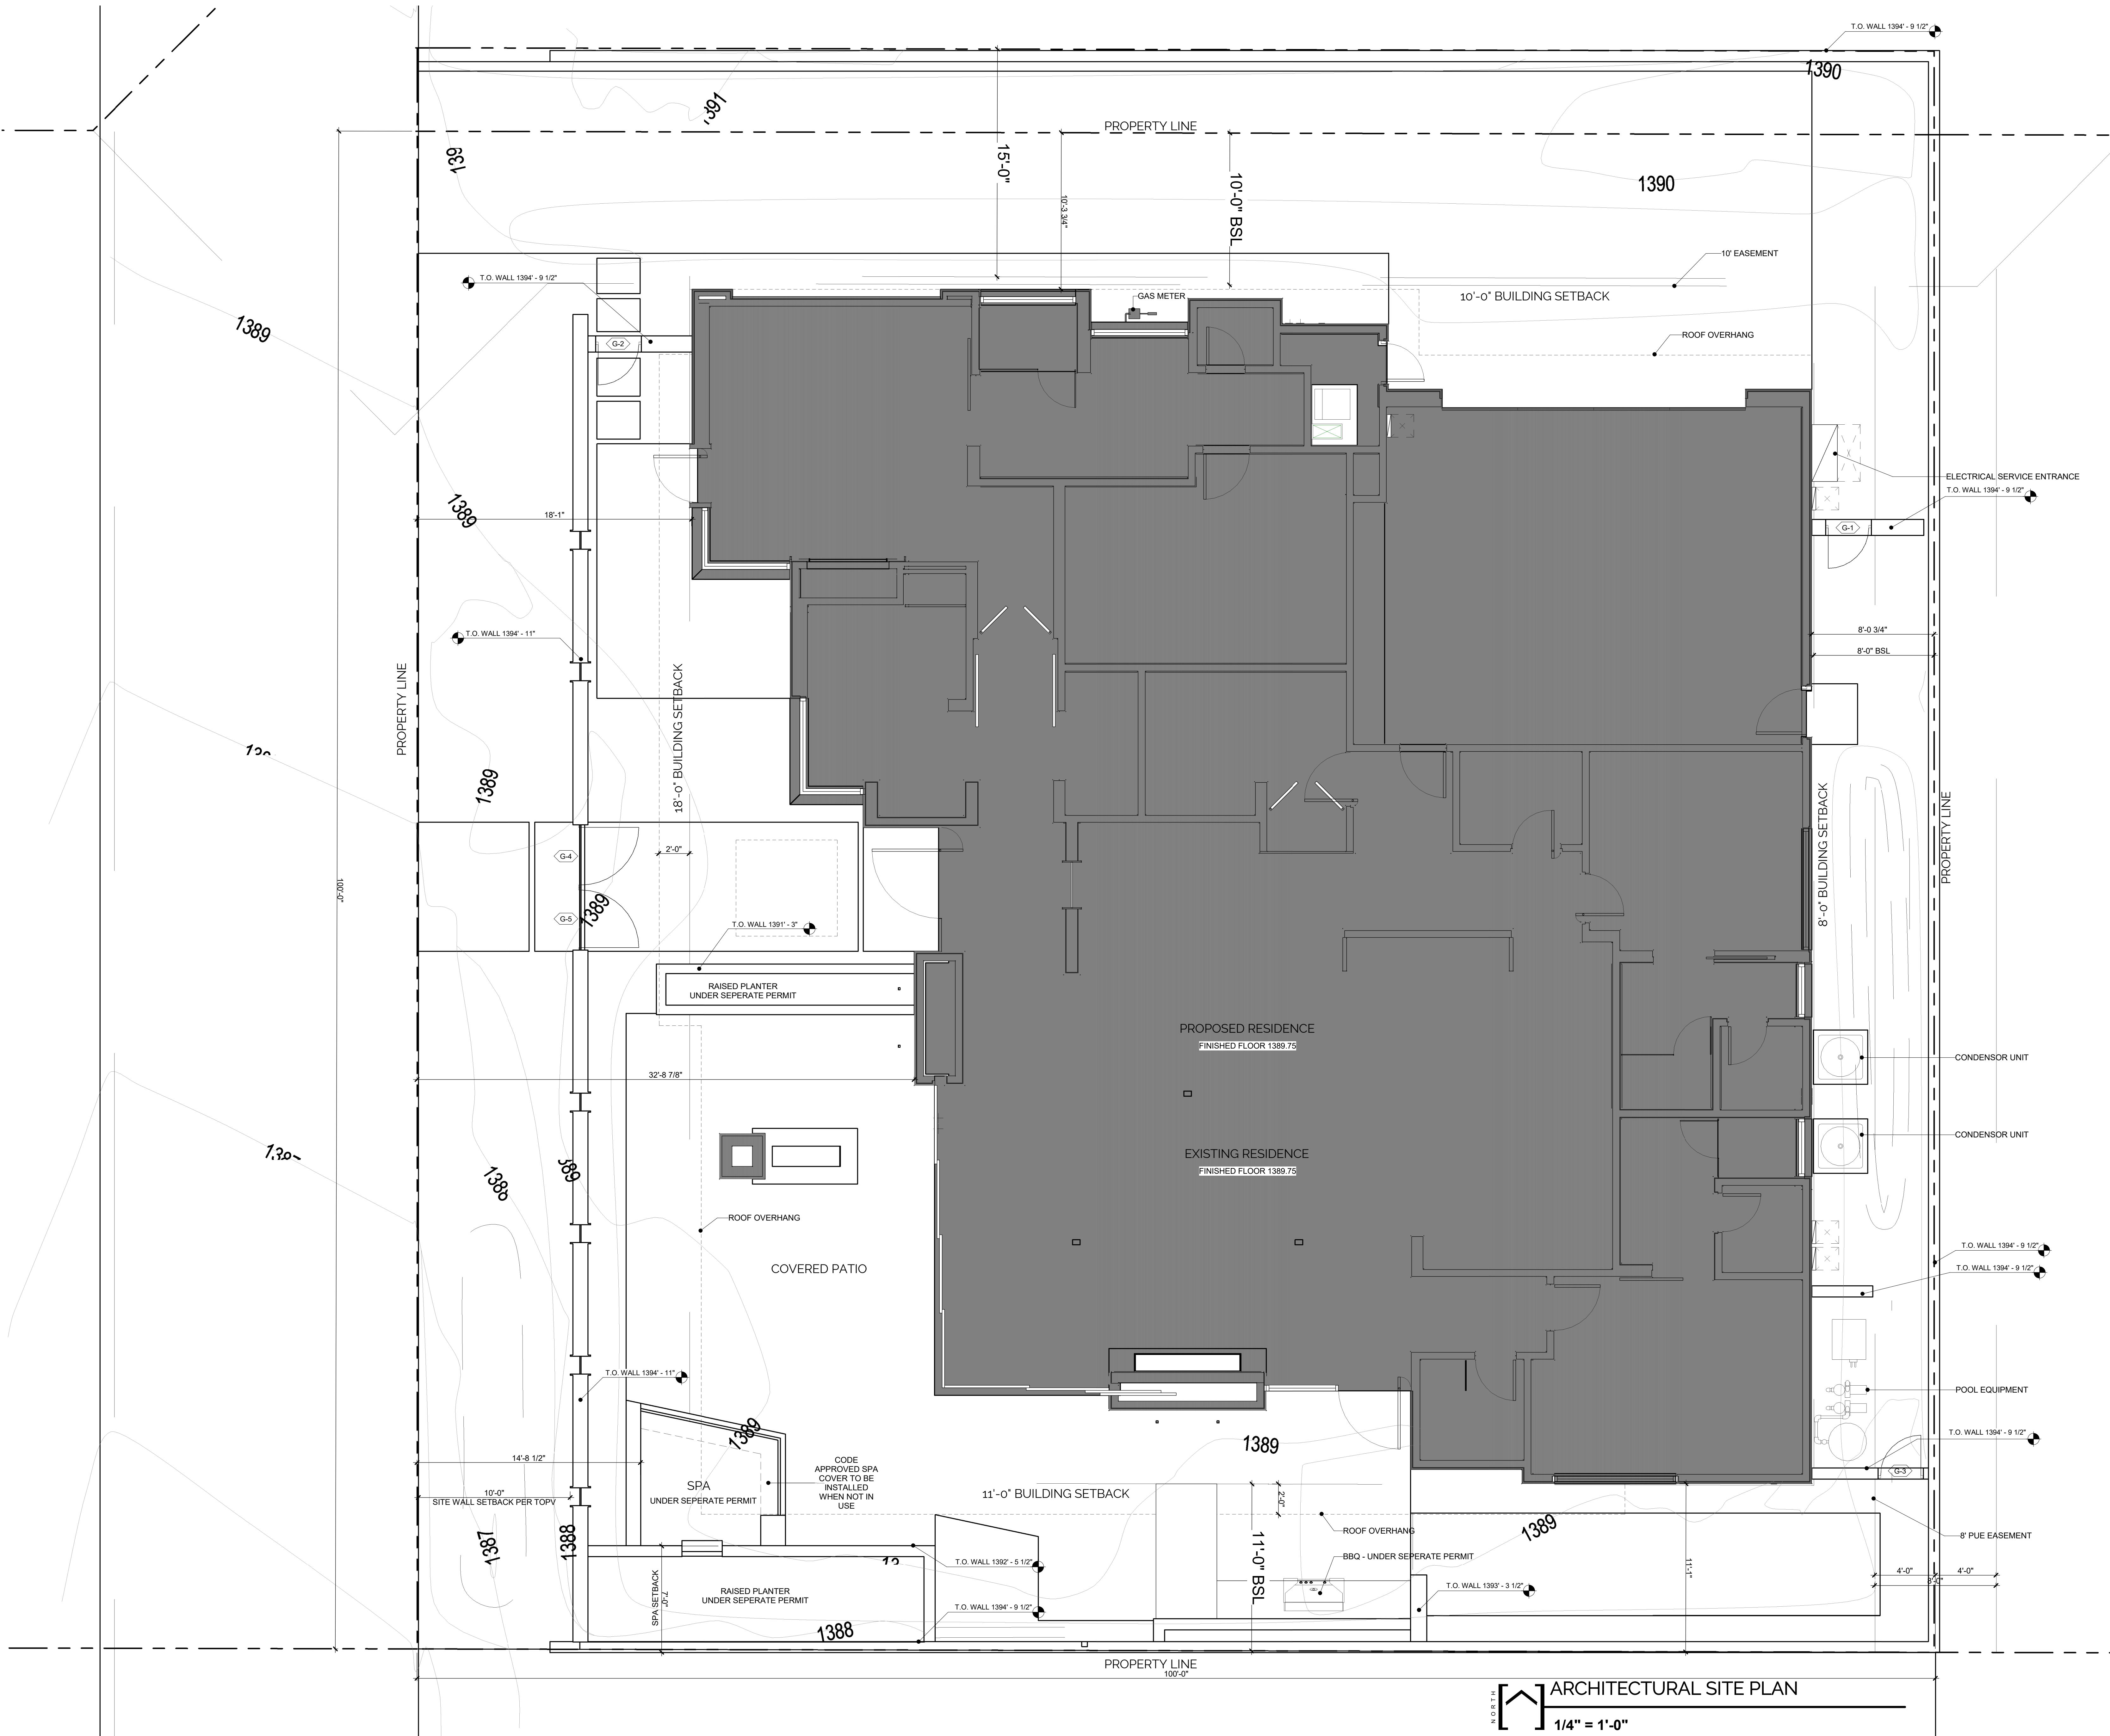 T.O. WALL 1394' - 9 1/2"
1390
1391
PROPERTY LINE
139
15'-0"
10'-0" BSL
10'-3 3/4"
1390
10' EASEMENT
T.O. WALL 1394' - 9 1/2"
GAS METER
10'-0" BUILDING SETBACK
1389
G-2
ROOF OVERHANG
ELECTRICAL SERVICE ENTRANCE
T.O. WALL 1394' - 9 1/2"
1389
18'-1"
G-1
T.O. WALL 1394' - 11"
8'-0 3/4"
8'-0" BSL
PROPERTY LINE
18'-0" BUILDING SETBACK
1389
8'-0" BUILDING SETBACK
PROPERTY LINE
2'-0"
G-4
100'-0"
1389
G-5
T.O. WALL 1391' - 3"
RAISED PLANTER
UNDER SEPERATE PERMIT
PROPOSED RESIDENCE
FINISHED FLOOR 1389.75
CONDENSOR UNIT
32'-8 7/8"
CONDENSOR UNIT
EXISTING RESIDENCE
FINISHED FLOOR 1389.75
1388
389
ROOF OVERHANG
T.O. WALL 1394' - 9 1/2"
COVERED PATIO
T.O. WALL 1394' - 9 1/2"
T.O. WALL 1394' - 11"
POOL EQUIPMENT
1389
1389
T.O. WALL 1394' - 9 1/2"
14'-8 1/2"
CODE
APPROVED SPA
COVER TO BE
INSTALLED
WHEN NOT IN
USE
G-3
SPA
UNDER SEPERATE PERMIT
10'-0"
SITE WALL SETBACK PER TOPV
11'-0" BUILDING SETBACK
2'-0"
1387
1388
ROOF OVERHANG
1389
8' PUE EASEMENT
13
T.O. WALL 1392' - 5 1/2"
11'-0" BSL
BBQ - UNDER SEPERATE PERMIT
11'-1"
4'-0"
4'-0"
8'-0"
SPA SETBACK
7'-0"
RAISED PLANTER
UNDER SEPERATE PERMIT
T.O. WALL 1393' - 3 1/2"
T.O. WALL 1394' - 9 1/2"
1388
PROPERTY LINE
100'-0"
NORTH
ARCHITECTURAL SITE PLAN
1/4" = 1'-0"